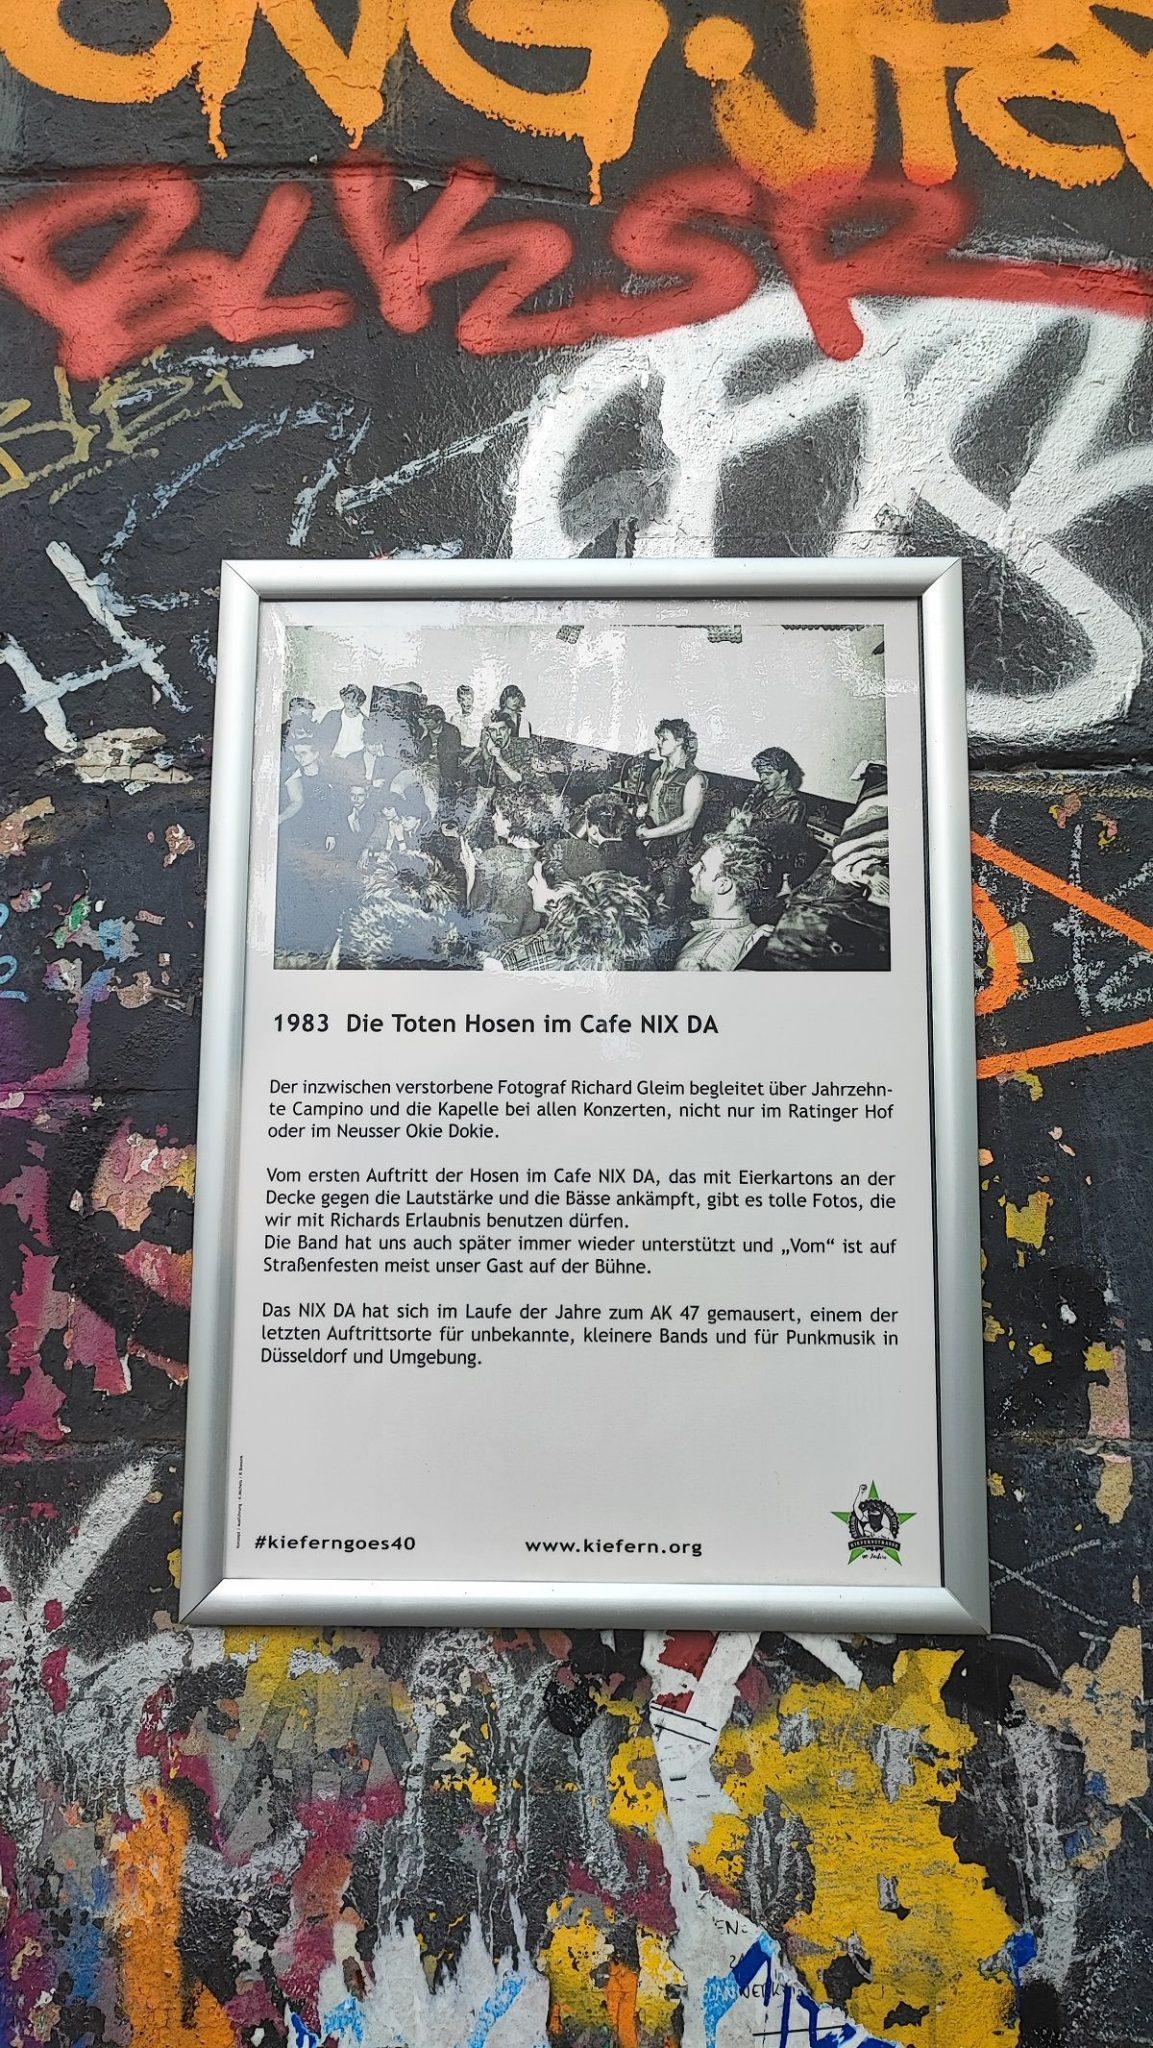 1983 Die Toten Hosen im Cafe NIX DA
Der inzwischen verstorbene Fotograf Richard Gleim begleitet über Jahrzehn-
te Campino und die Kapelle bei allen Konzerten, nicht nur im Ratinger Hof
oder im Neusser Okie Dokie.
Vom ersten Auftritt der Hosen im Cafe NIX DA, das mit Eierkartons an der
Decke gegen die Lautstärke und die Bässe ankämpft, gibt es tolle Fotos, die
wir mit Richards Erlaubnis benutzen dürfen.
Die Band hat uns auch später immer wieder unterstützt und „Vom“ ist auf
Straßenfesten meist unser Gast auf der Bühne.
Das NIX DA hat sich im Laufe der Jahre zum AK 47 gemausert, einem der
letzten Auftrittsorte für unbekannte, kleinere Bands und für Punkmusik in
Düsseldorf und Umgebung.
#kieferngoes40 www.kiefern.org
KIEFERNSTRASSE